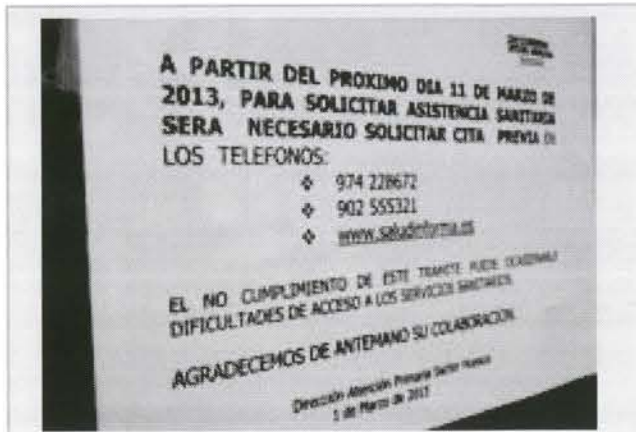 A PARTIR DEL PROXIMO DIA 11 DE MARZO DE
2013, PARA SOLICITAR ASISTENCIA SANITARIA
SERA NECESARIO SOLICITAR CITA PREVIA EN
LOS TELEFONOS:
❖ 974 228672
❖ 902 555321
❖ www.saludinforma.es
EL NO CUMPLIMIENTO DE ESTE TRAMITE PUEDE OCASIONARLE
DIFICULTADES DE ACCESO A LOS SERVICIOS SANITARIOS.
AGRADECEMOS DE ANTEMANO SU COLABORACION.
Dirección Atención Primaria Sector Huesca
1 de Marzo de 2013